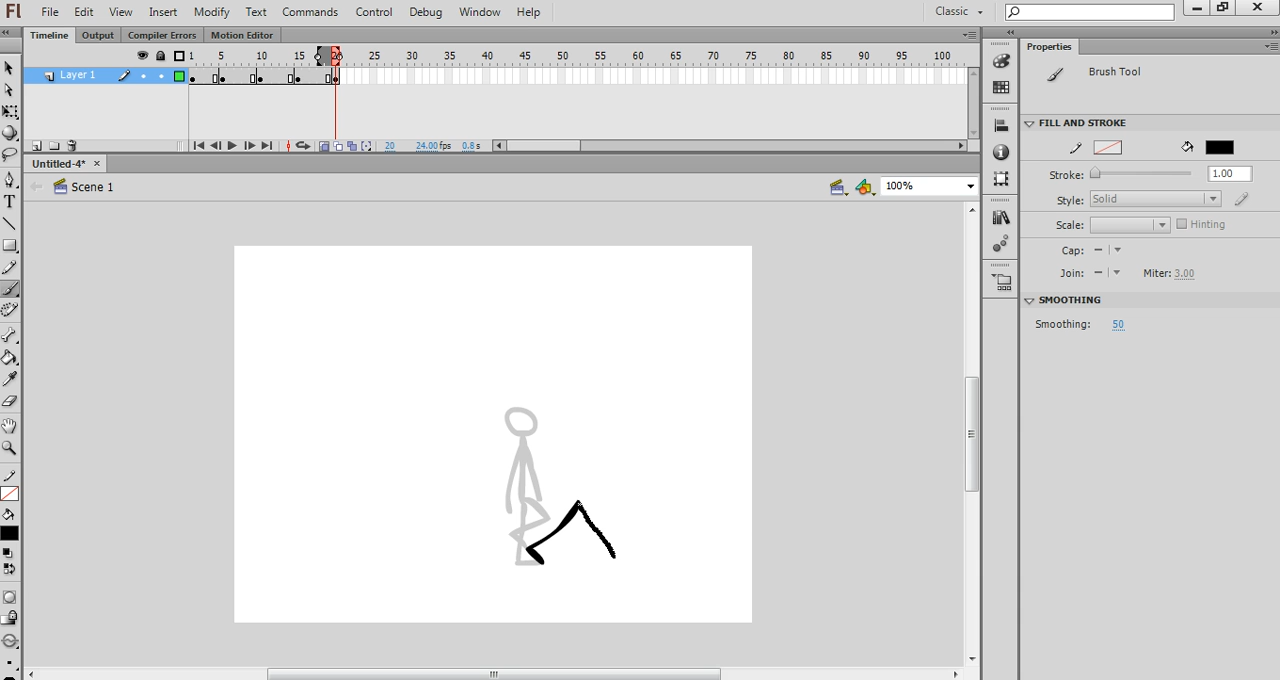 Fl File Edit View Insert Modify Text Commands Control Debug Window Help Classic
Timeline Output Compiler Errors Motion Editor Properties
1 5 10 15 20 25 30 35 40 45 50 55 60 65 70 75 80 85 90 95 100
Layer 1
Brush Tool
FILL AND STROKE
20 24.00 fps 0.8 s
Untitled-4* ×
Stroke: 1.00
Scene 1 100%
Style: Solid
Scale: Hinting
Cap:
Join: Miter: 3.00
SMOOTHING
Smoothing: 50
T